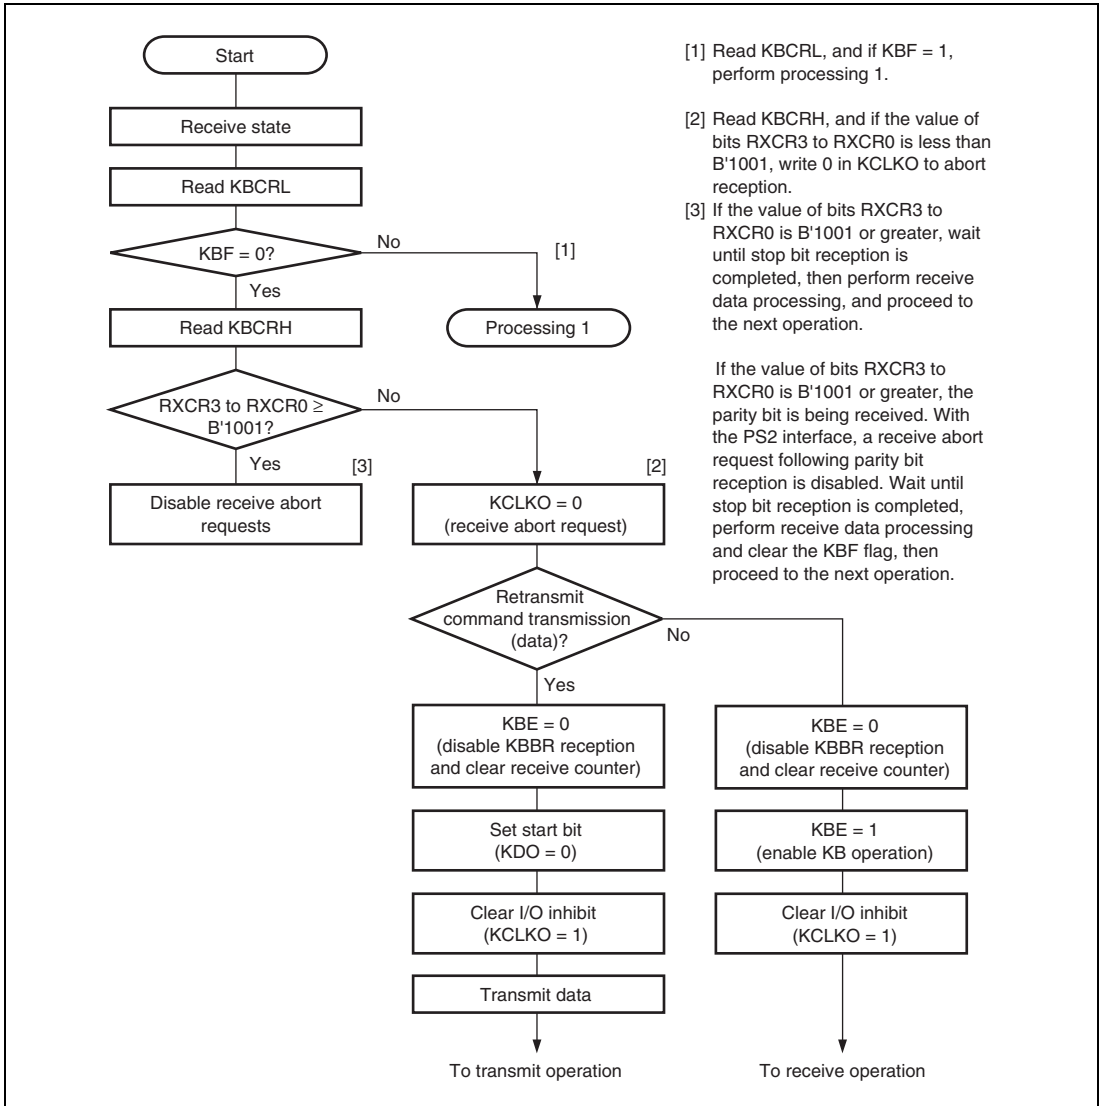 Start
Receive state
Read KBCRL
KBF = 0?
No
[1]
Yes
Processing 1
Read KBCRH
RXCR3 to RXCR0 ≥
B'1001?
No
Yes
[3]
Disable receive abort
requests
[2]
KCLKO = 0
(receive abort request)
Retransmit
command transmission
(data)?
No
Yes
KBE = 0
(disable KBBR reception
and clear receive counter)
Set start bit
(KDO = 0)
Clear I/O inhibit
(KCLKO = 1)
Transmit data
To transmit operation
KBE = 0
(disable KBBR reception
and clear receive counter)
KBE = 1
(enable KB operation)
Clear I/O inhibit
(KCLKO = 1)
To receive operation
[1] Read KBCRL, and if KBF = 1,
perform processing 1.
[2] Read KBCRH, and if the value of
bits RXCR3 to RXCR0 is less than
B'1001, write 0 in KCLKO to abort
reception.
[3] If the value of bits RXCR3 to
RXCR0 is B'1001 or greater, wait
until stop bit reception is
completed, then perform receive
data processing, and proceed to
the next operation.
If the value of bits RXCR3 to
RXCR0 is B'1001 or greater, the
parity bit is being received. With
the PS2 interface, a receive abort
request following parity bit
reception is disabled. Wait until
stop bit reception is completed,
perform receive data processing
and clear the KBF flag, then
proceed to the next operation.